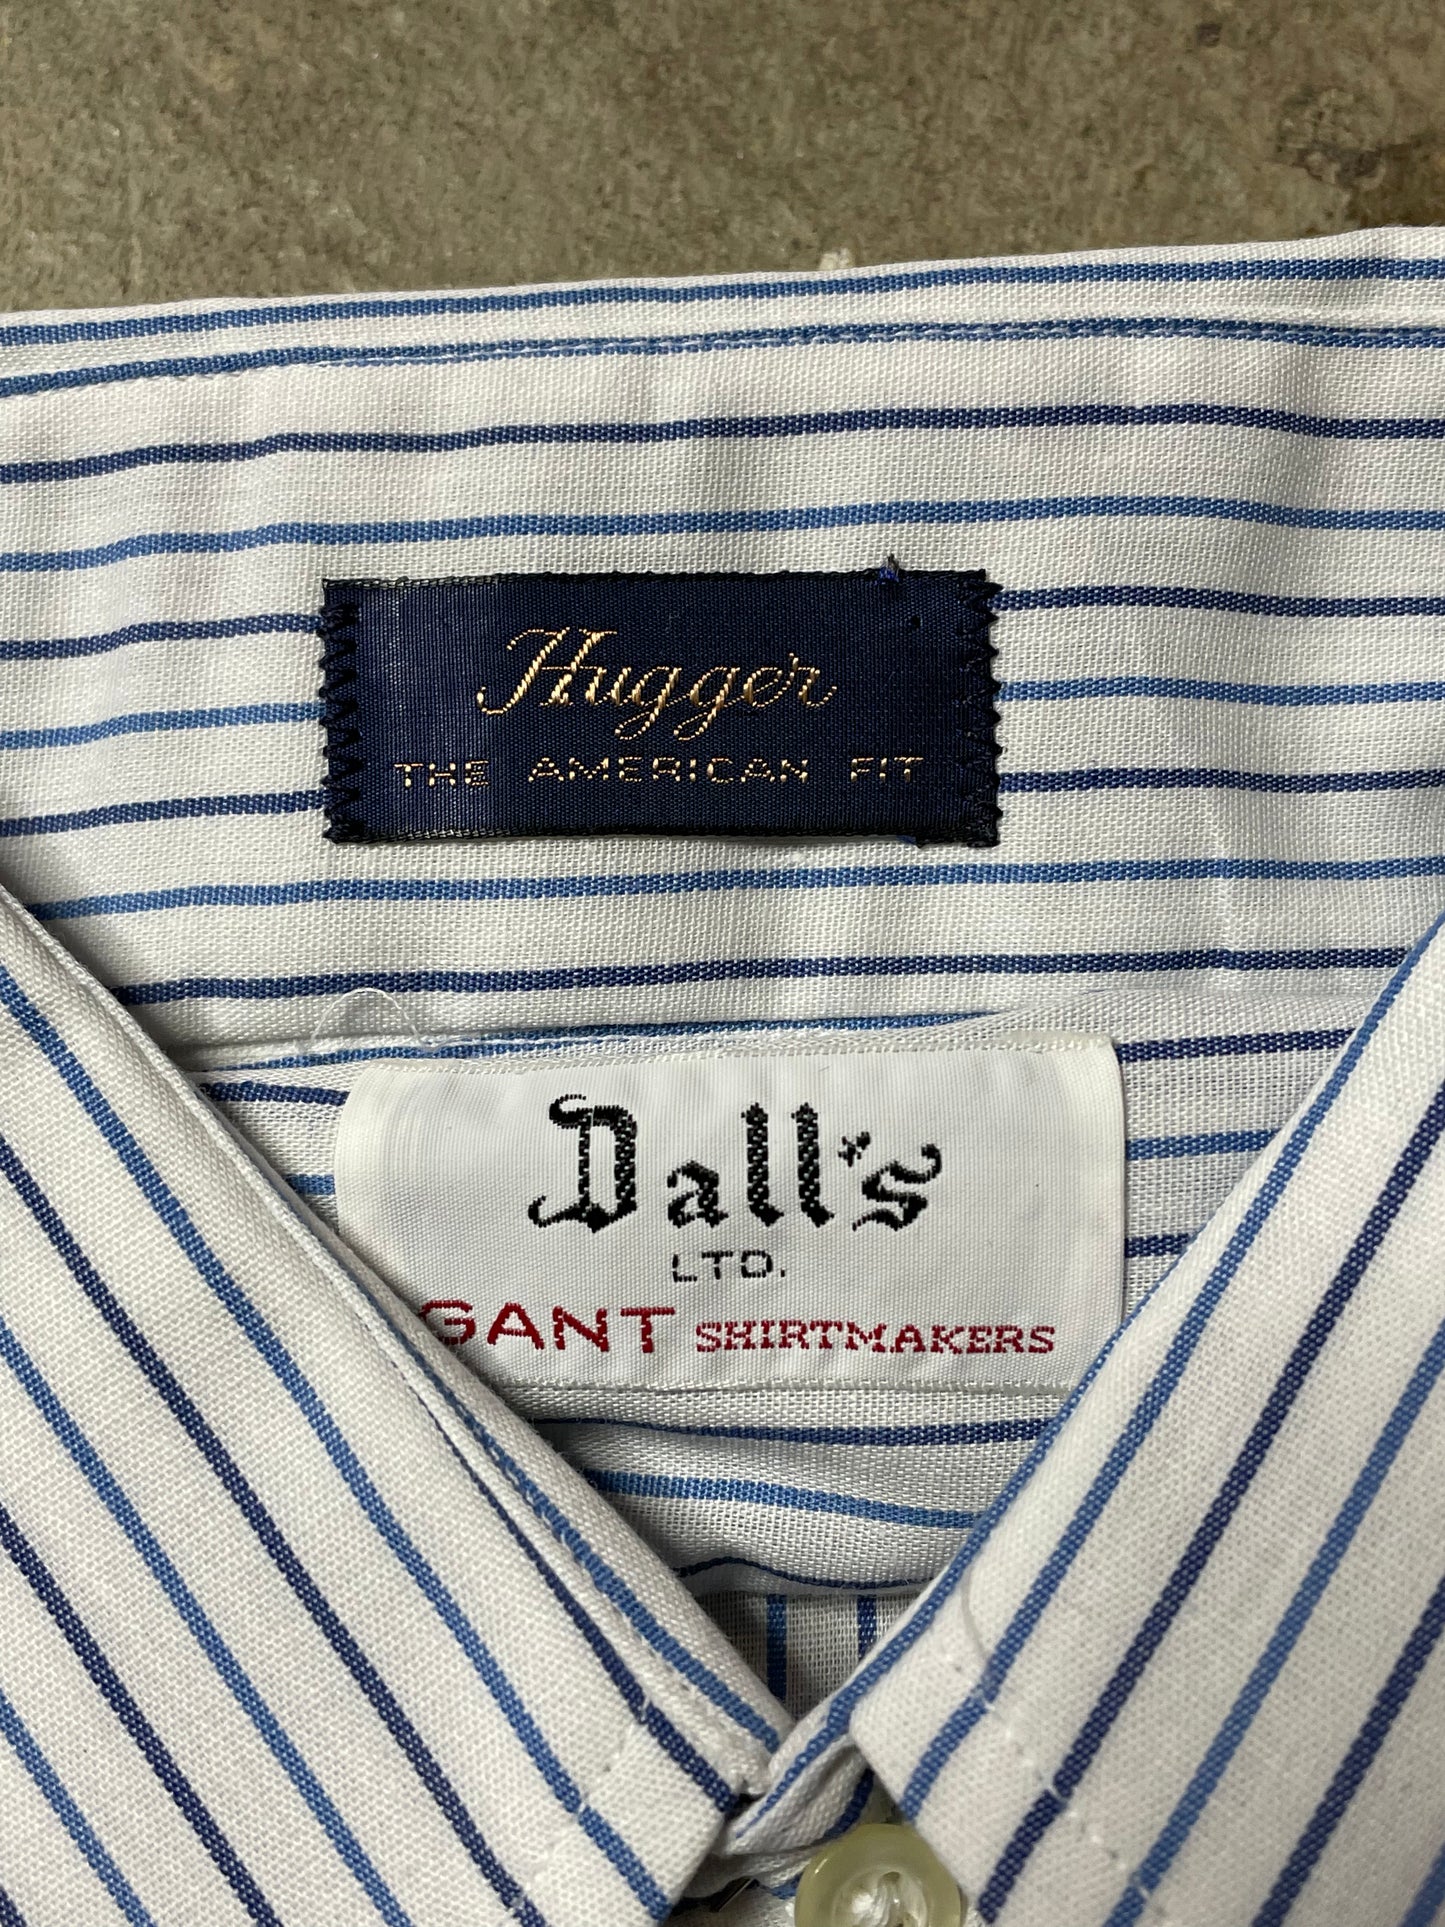 Hugger
THE AMERICAN FIT
Dall's
LTD.
GANT SHIRTMAKERS